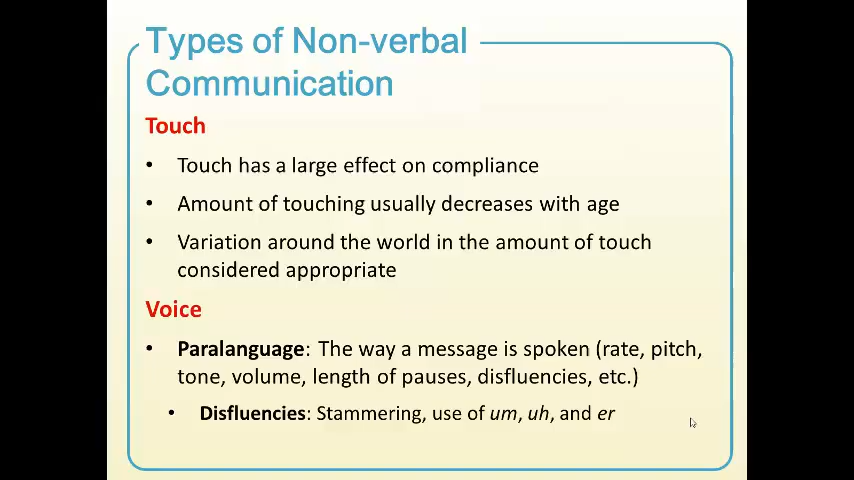 Types of Non-verbal
Communication
Touch
• Touch has a large effect on compliance
• Amount of touching usually decreases with age
• Variation around the world in the amount of touch
considered appropriate
Voice
• Paralanguage: The way a message is spoken (rate, pitch,
tone, volume, length of pauses, disfluencies, etc.)
• Disfluencies: Stammering, use of um, uh, and er